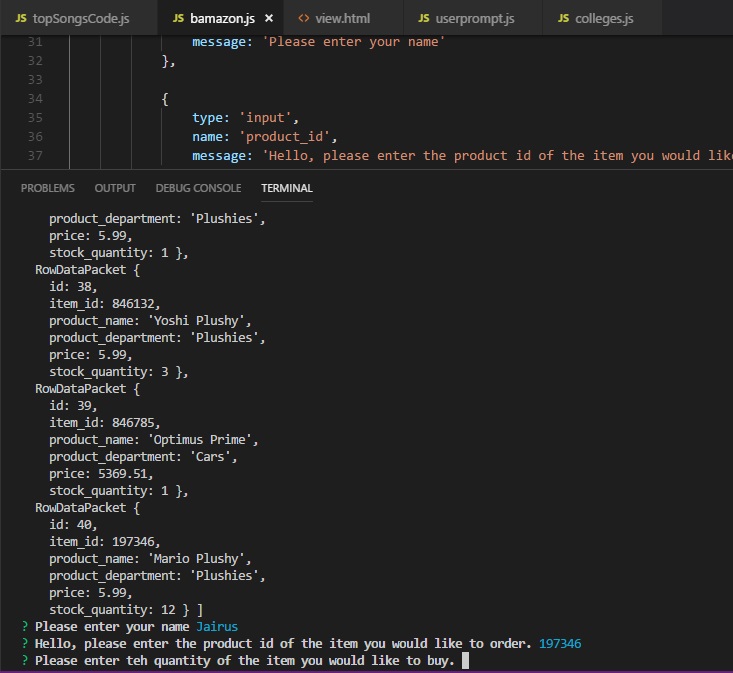 JS topSongsCode.js JS bamazon.js × <> view.html JS userprompt.js JS colleges.js
31 message: 'Please enter your name'
32 },
33
34 {
35 type: 'input',
36 name: 'product_id',
37 message: 'Hello, please enter the product id of the item you would lik
PROBLEMS OUTPUT DEBUG CONSOLE TERMINAL
product_department: 'Plushies',
price: 5.99,
stock_quantity: 1 },
RowDataPacket {
id: 38,
item_id: 846132,
product_name: 'Yoshi Plushy',
product_department: 'Plushies',
price: 5.99,
stock_quantity: 3 },
RowDataPacket {
id: 39,
item_id: 846785,
product_name: 'Optimus Prime',
product_department: 'Cars',
price: 5369.51,
stock_quantity: 1 },
RowDataPacket {
id: 40,
item_id: 197346,
product_name: 'Mario Plushy',
product_department: 'Plushies',
price: 5.99,
stock_quantity: 12 } ]
? Please enter your name Jairus
? Hello, please enter the product id of the item you would like to order. 197346
? Please enter teh quantity of the item you would like to buy.